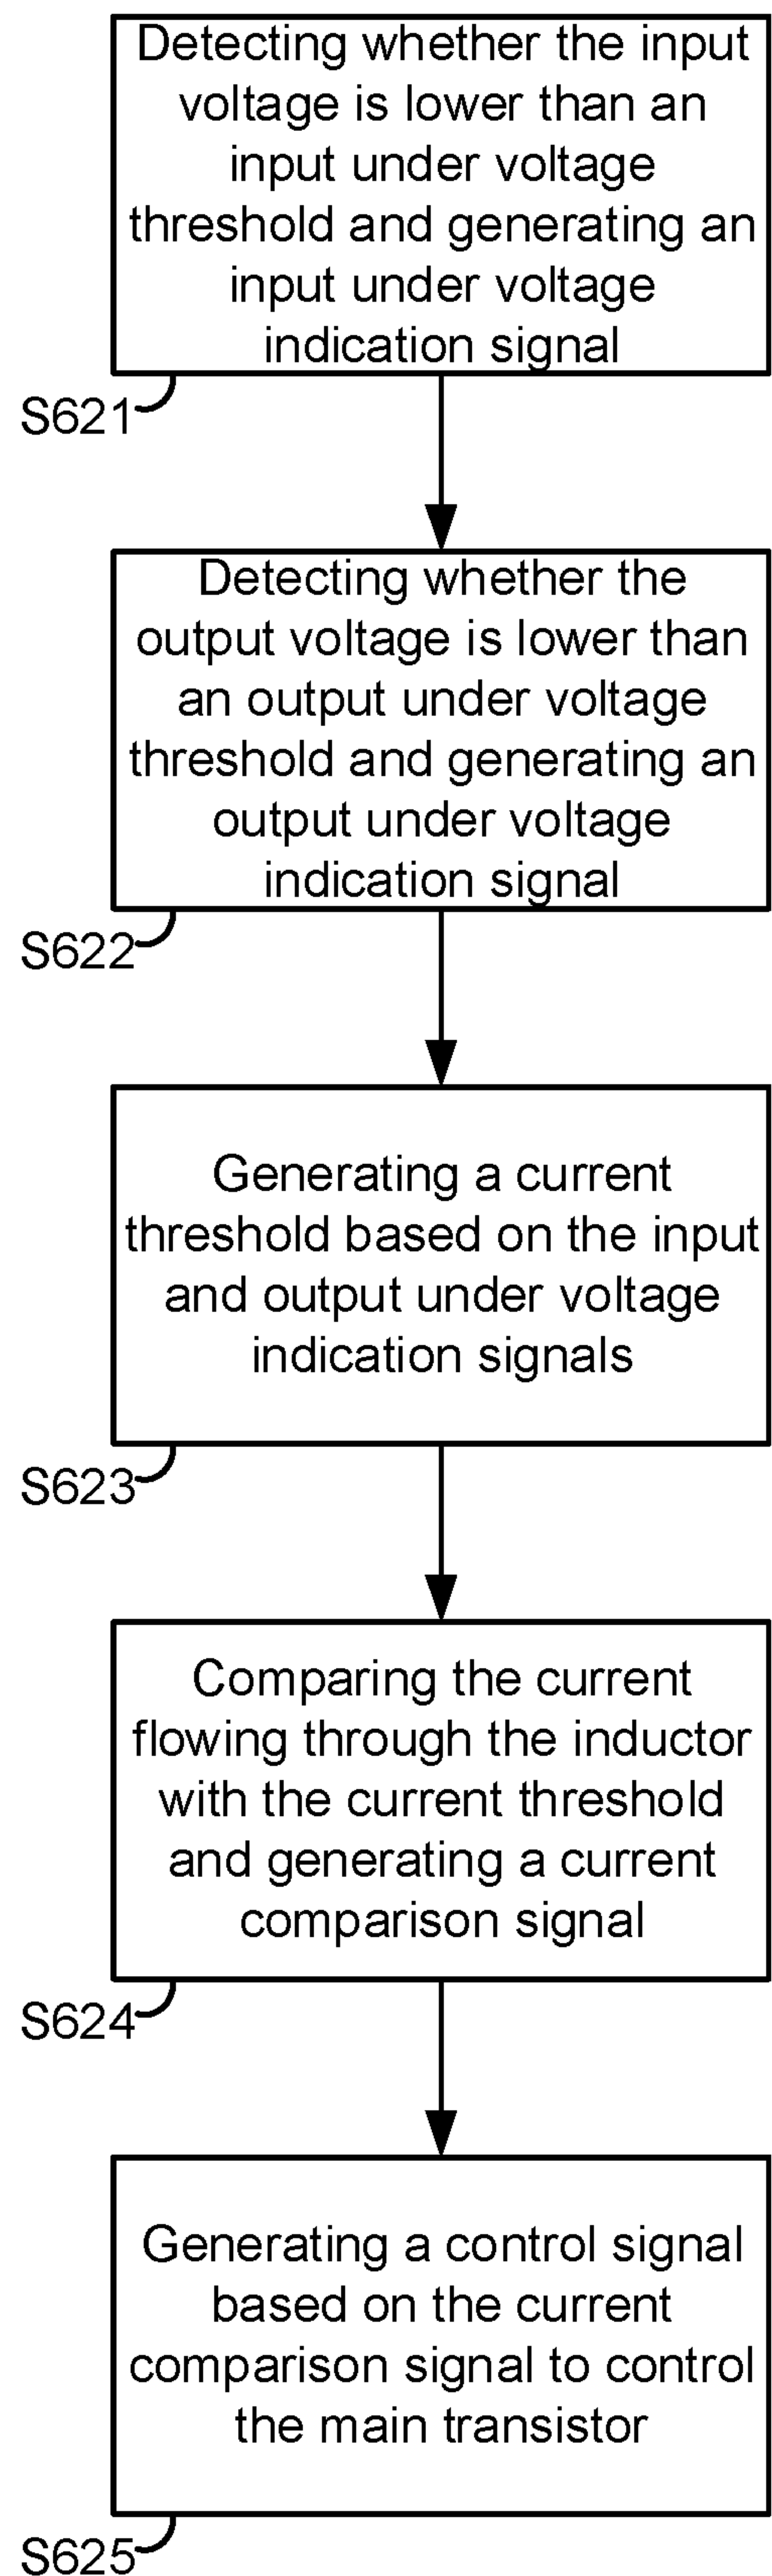 Detecting whether the input
voltage is lower than an
input under voltage
threshold and generating an
input under voltage
indication signal
S621
Detecting whether the
output voltage is lower than
an output under voltage
threshold and generating an
output under voltage
indication signal
S622
Generating a current
threshold based on the input
and output under voltage
indication signals
S623
Comparing the current
flowing through the inductor
with the current threshold
and generating a current
comparison signal
S624
Generating a control signal
based on the current
comparison signal to control
the main transistor
S625